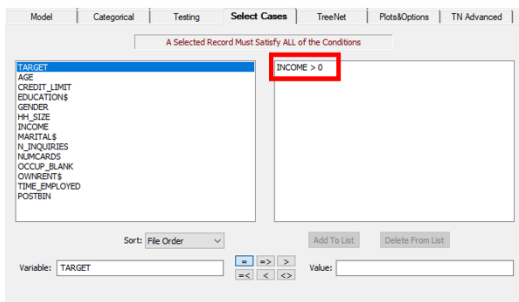 Model Categorical Testing Select Cases TreeNet Plots&Options TN Advanced
A Selected Record Must Satisfy ALL of the Conditions
TARGET
AGE
CREDIT_LIMIT
EDUCATION$
GENDER
HH_SIZE
INCOME
MARITAL$
N_INQUIRIES
NUMCARDS
OCCUP_BLANK
OWNRENT$
TIME_EMPLOYED
POSTBIN
INCOME > 0
Sort: File Order
Add To List Delete From List
Variable: TARGET
= => >
=< < <>
Value: